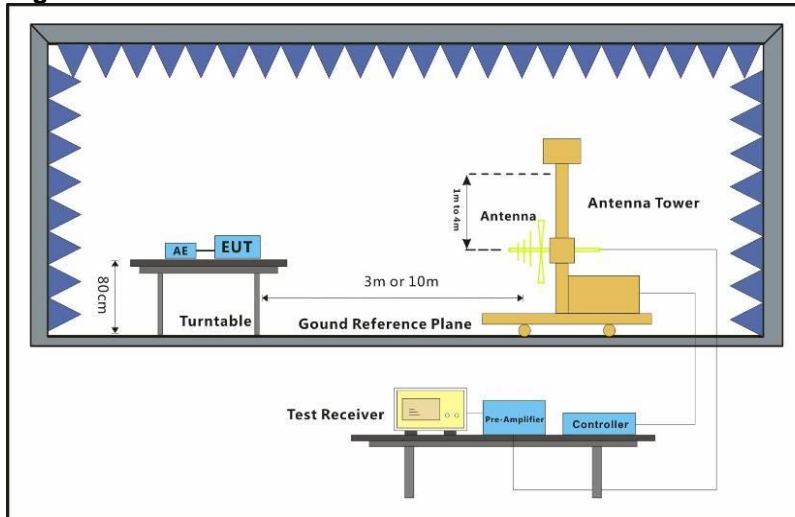 1m to 4m
Antenna
Antenna Tower
AE
EUT
80cm
3m or 10m
Turntable
Gound Reference Plane
Test Receiver
Pre-Amplifier
Controller